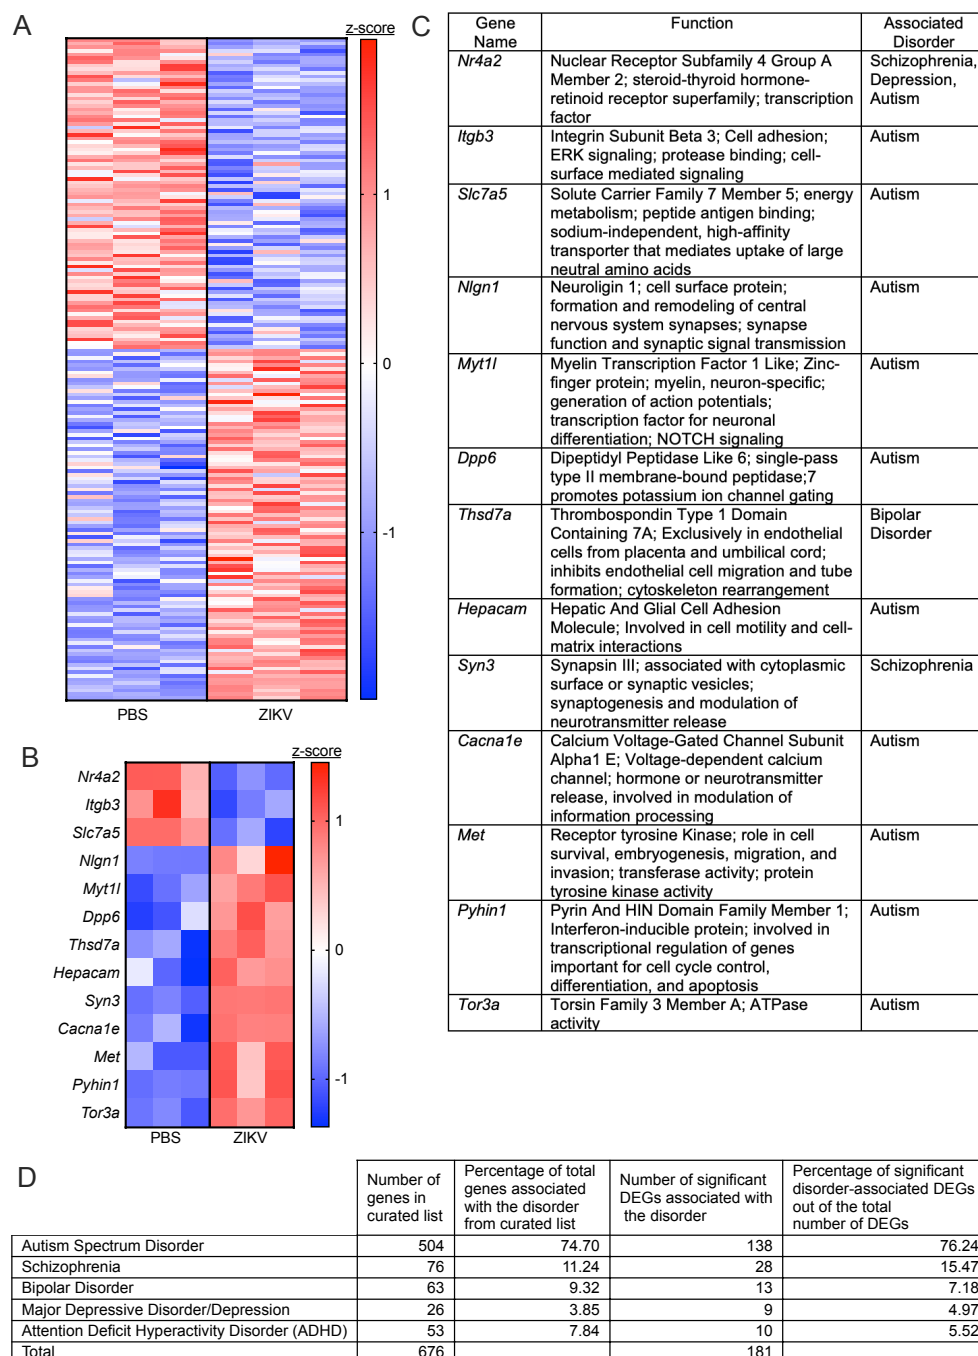 A
z-score
1
0
-1
PBS ZIKV
B
z-score
Nr4a2
Itgb3
Slc7a5
Nlgn1
Myt1l
Dpp6
Thsd7a
Hepacam
Syn3
Cacna1e
Met
Pyhin1
Tor3a
1
0
-1
PBS ZIKV
C
Gene Function Associated
Name Disorder
Nr4a2 Nuclear Receptor Subfamily 4 Group A Schizophrenia,
Member 2; steroid-thyroid hormone- Depression,
retinoid receptor superfamily; transcription Autism
factor
Itgb3 Integrin Subunit Beta 3; Cell adhesion; Autism
ERK signaling; protease binding; cell-
surface mediated signaling
Slc7a5 Solute Carrier Family 7 Member 5; energy Autism
metabolism; peptide antigen binding;
sodium-independent, high-affinity
transporter that mediates uptake of large
neutral amino acids
Nlgn1 Neuroligin 1; cell surface protein; Autism
formation and remodeling of central
nervous system synapses; synapse
function and synaptic signal transmission
Myt1l Myelin Transcription Factor 1 Like; Zinc- Autism
finger protein; myelin, neuron-specific;
generation of action potentials;
transcription factor for neuronal
differentiation; NOTCH signaling
Dpp6 Dipeptidyl Peptidase Like 6; single-pass Autism
type II membrane-bound peptidase;7
promotes potassium ion channel gating
Thsd7a Thrombospondin Type 1 Domain Bipolar
Containing 7A; Exclusively in endothelial Disorder
cells from placenta and umbilical cord;
inhibits endothelial cell migration and tube
formation; cytoskeleton rearrangement
Hepacam Hepatic And Glial Cell Adhesion Autism
Molecule; Involved in cell motility and cell-
matrix interactions
Syn3 Synapsin III; associated with cytoplasmic Schizophrenia
surface or synaptic vesicles;
synaptogenesis and modulation of
neurotransmitter release
Cacna1e Calcium Voltage-Gated Channel Subunit Autism
Alpha1 E; Voltage-dependent calcium
channel; hormone or neurotransmitter
release, involved in modulation of
information processing
Met Receptor tyrosine Kinase; role in cell Autism
survival, embryogenesis, migration, and
invasion; transferase activity; protein
tyrosine kinase activity
Pyhin1 Pyrin And HIN Domain Family Member 1; Autism
Interferon-inducible protein; involved in
transcriptional regulation of genes
important for cell cycle control,
differentiation, and apoptosis
Tor3a Torsin Family 3 Member A; ATPase Autism
activity
D
Number of Percentage of total Number of significant Percentage of significant
genes in genes associated DEGs associated with disorder-associated DEGs
curated list with the disorder the disorder out of the total
from curated list number of DEGs
Autism Spectrum Disorder 504 74.70 138 76.24
Schizophrenia 76 11.24 28 15.47
Bipolar Disorder 63 9.32 13 7.18
Major Depressive Disorder/Depression 26 3.85 9 4.97
Attention Deficit Hyperactivity Disorder (ADHD) 53 7.84 10 5.52
Total 676 181